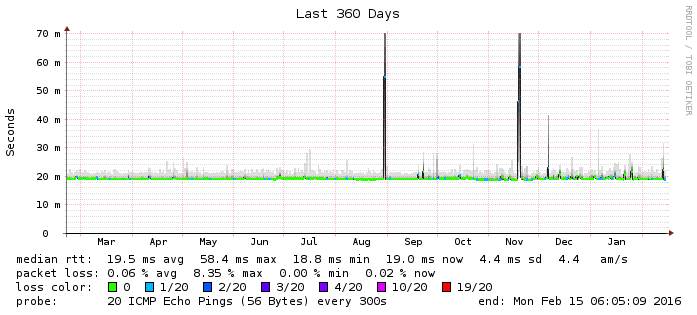 Last 360 Days
RRDTOOL / TOBI OETIKER
Seconds
70 m
60 m
50 m
40 m
30 m
20 m
10 m
0
Mar Apr May Jun Jul Aug Sep Oct Nov Dec Jan
median rtt: 19.5 ms avg 58.4 ms max 18.8 ms min 19.0 ms now 4.4 ms sd 4.4 am/s
packet loss: 0.06 % avg 8.35 % max 0.00 % min 0.02 % now
loss color: 0 1/20 2/20 3/20 4/20 10/20 19/20
probe: 20 ICMP Echo Pings (56 Bytes) every 300s end: Mon Feb 15 06:05:09 2016